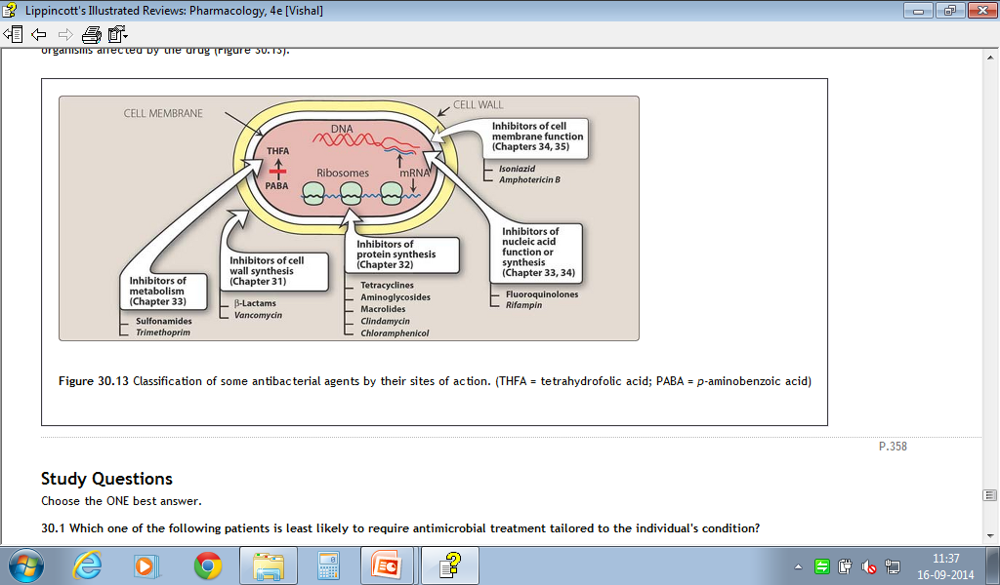 Lippincott's Illustrated Reviews: Pharmacology, 4e [Vishal]
organisms affected by the drug (Figure 30.13).
CELL MEMBRANE
CELL WALL
DNA
THFA
PABA
Ribosomes
mRNA
Inhibitors of cell
membrane function
(Chapters 34, 35)
Isoniazid
Amphotericin B
Inhibitors of
nucleic acid
function or
synthesis
(Chapter 33, 34)
Fluoroquinolones
Rifampin
Inhibitors of
protein synthesis
(Chapter 32)
Tetracyclines
Aminoglycosides
Macrolides
Clindamycin
Chloramphenicol
Inhibitors of cell
wall synthesis
(Chapter 31)
β-Lactams
Vancomycin
Inhibitors of
metabolism
(Chapter 33)
Sulfonamides
Trimethoprim
Figure 30.13 Classification of some antibacterial agents by their sites of action. (THFA = tetrahydrofolic acid; PABA = p-aminobenzoic acid)
P.358
Study Questions
Choose the ONE best answer.
30.1 Which one of the following patients is least likely to require antimicrobial treatment tailored to the individual's condition?
11:37
16-09-2014